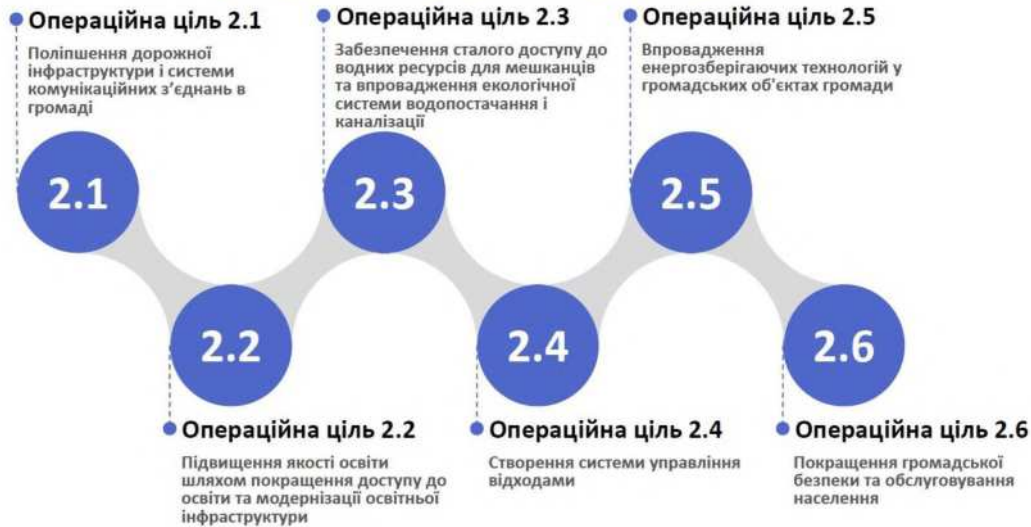 Операційна ціль 2.1
Поліпшення дорожної
інфраструктури і системи
комунікаційних з’єднань в
громаді
Операційна ціль 2.3
Забезпечення сталого доступу до
водних ресурсів для мешканців
та впровадження екологічної
системи водопостачання і
каналізації
Операційна ціль 2.5
Впровадження
енергозберігаючих технологій у
громадських об'єктах громади
2.1
2.3
2.5
2.2
2.4
2.6
Операційна ціль 2.2
Підвищення якості освіти
шляхом покращення доступу до
освіти та модернізації освітньої
інфраструктури
Операційна ціль 2.4
Створення системи управління
відходами
Операційна ціль 2.6
Покращення громадської
безпеки та обслуговування
населення